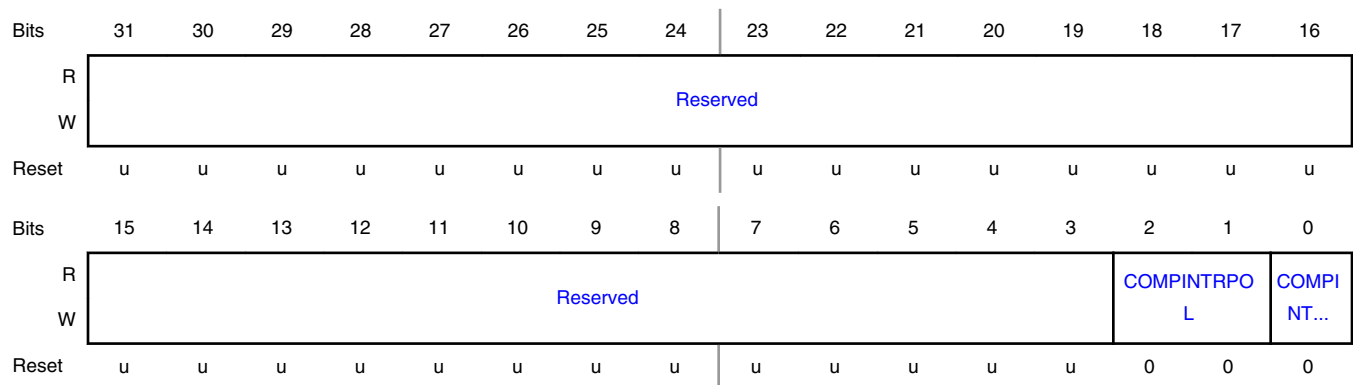 Bits 31 30 29 28 27 26 25 24 23 22 21 20 19 18 17 16
R
Reserved
W
Reset u u u u u u u u u u u u u u u u
Bits 15 14 13 12 11 10 9 8 7 6 5 4 3 2 1 0
R
Reserved COMPINTRPO COMPI
W
L NT...
Reset u u u u u u u u u u u u u 0 0 0